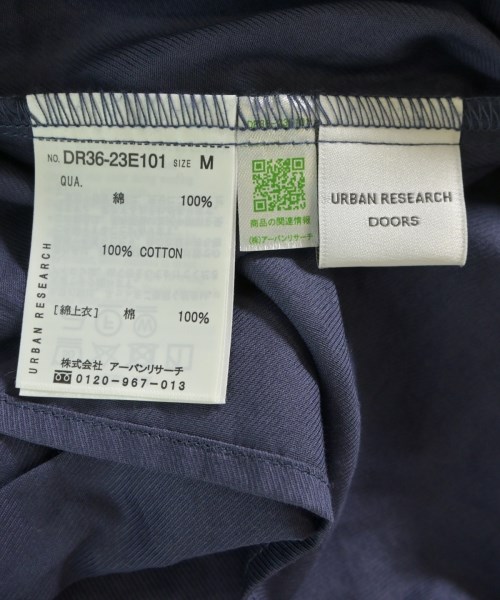 NO. DR36-23E101 SIZE M
QUA.
綿 100%
100% COTTON
[綿上衣] 棉 100%
URBAN RESEARCH
株式会社 アーバンリサーチ
0120-967-013
商品の関連情報
(株)アーバンリサーチ
URBAN RESEARCH
DOORS